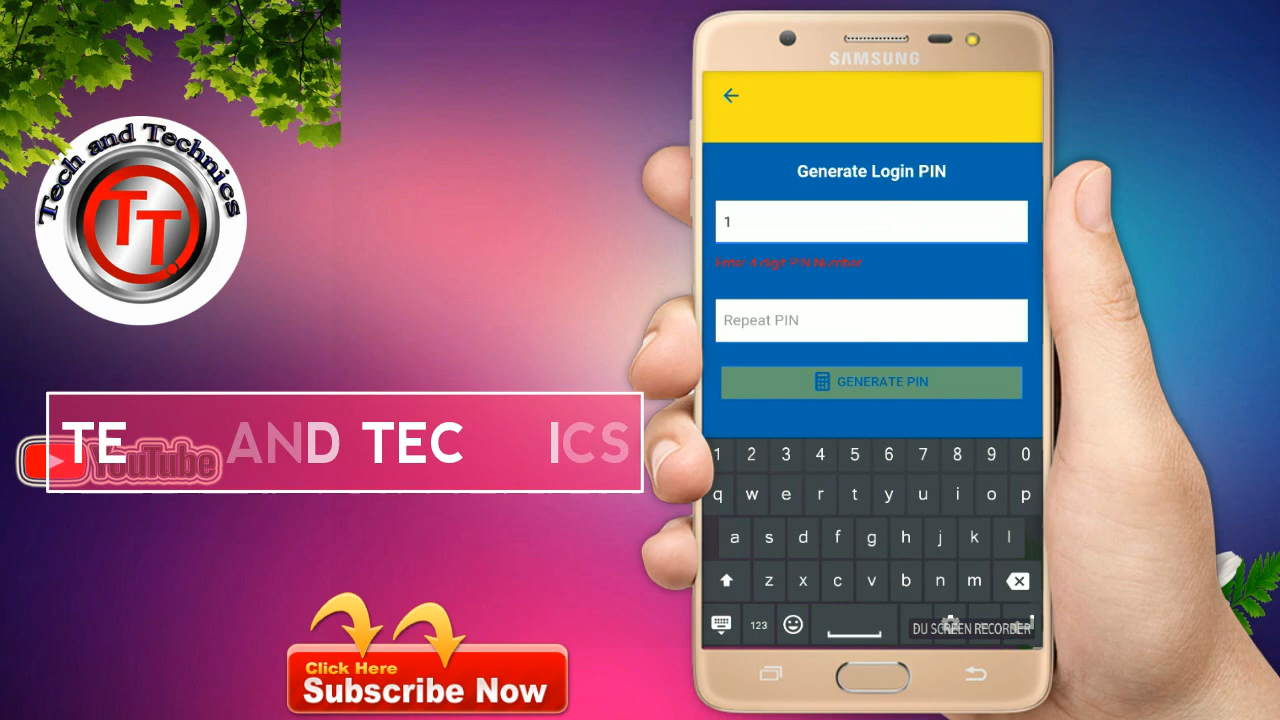 Tech and Technics
TT
TE AND TEC ICS
YouTube
Click Here
Subscribe Now
SAMSUNG
Generate Login PIN
1
Enter 4 digit PIN Number
Repeat PIN
GENERATE PIN
1 2 3 4 5 6 7 8 9 0
q w e r t y u i o p
a s d f g h j k l
z x c v b n m
123
DU SCREEN RECORDER